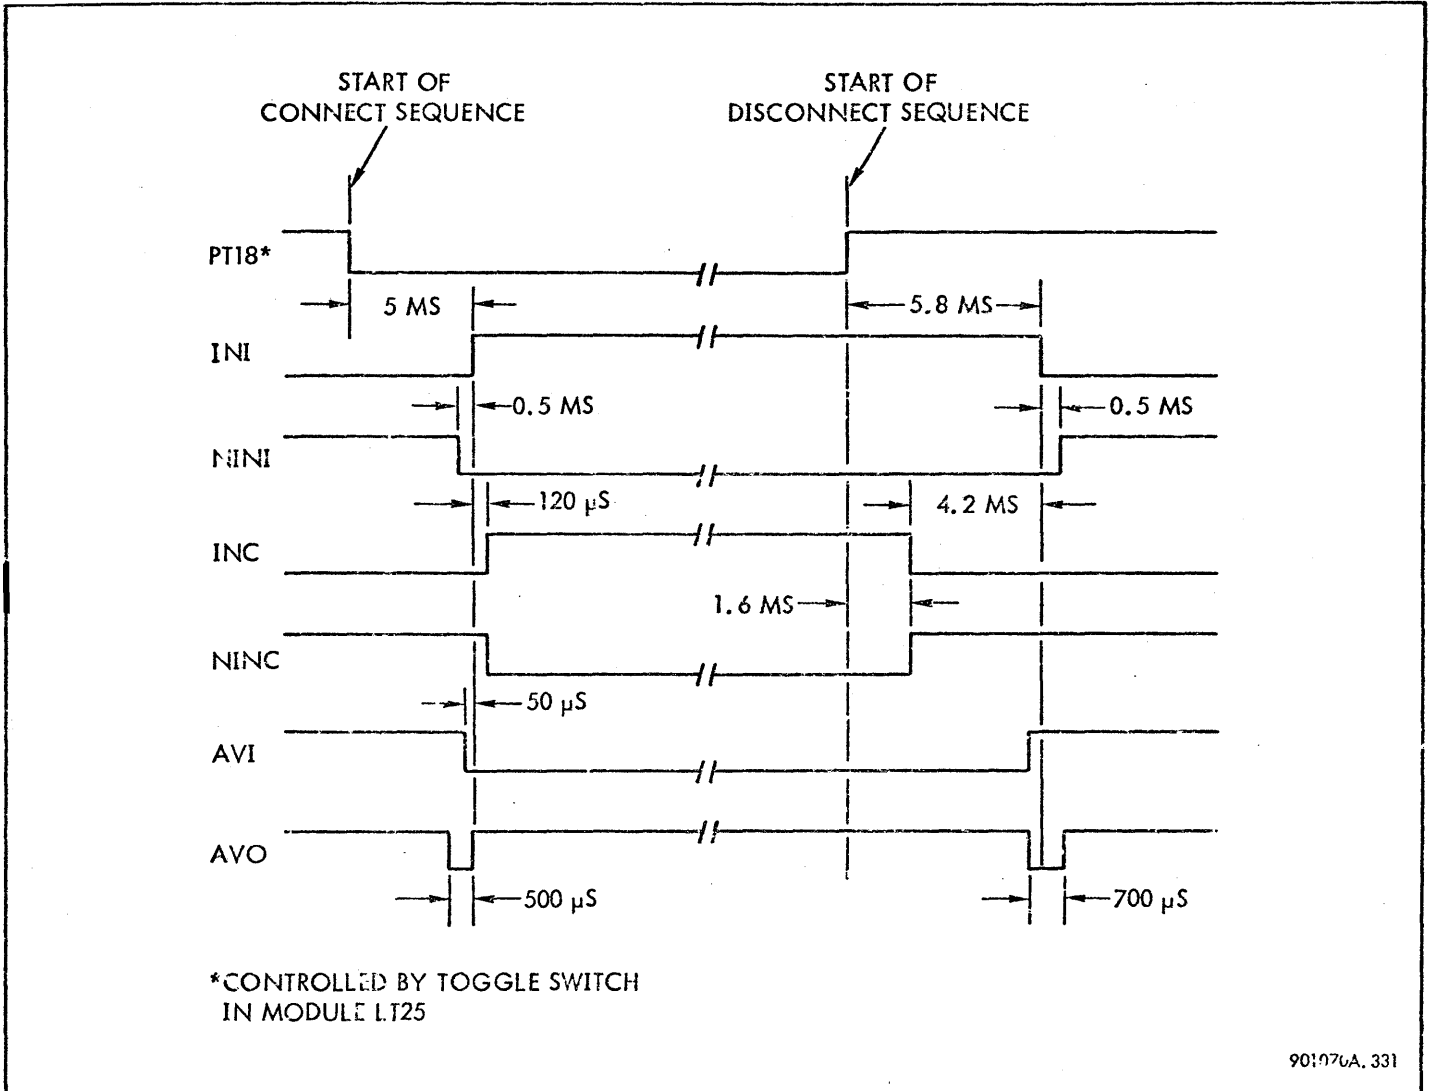 START OF
CONNECT SEQUENCE
START OF
DISCONNECT SEQUENCE
PT18*
5 MS
5.8 MS
INI
0.5 MS
0.5 MS
NINI
120 µS
4.2 MS
INC
1.6 MS
NINC
50 µS
AVI
AVO
500 µS
700 µS
*CONTROLLED BY TOGGLE SWITCH
IN MODULE LT25
901070A.331